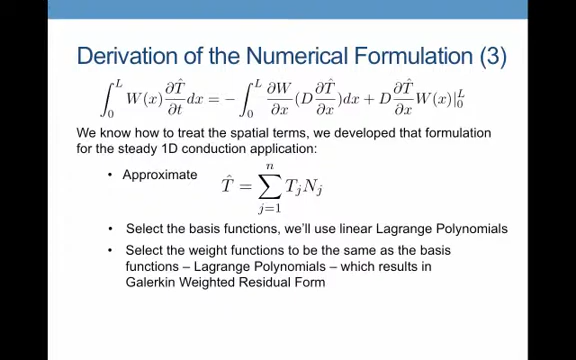 Derivation of the Numerical Formulation (3)
∫₀ᴸ W(x) ∂T̂/∂t dx = − ∫₀ᴸ ∂W/∂x (D ∂T̂/∂x) dx + D ∂T̂/∂x W(x)|₀ᴸ
We know how to treat the spatial terms, we developed that formulation
for the steady 1D conduction application:
• Approximate T̂ = ∑ⱼ₌₁ⁿ TⱼNⱼ
• Select the basis functions, we'll use linear Lagrange Polynomials
• Select the weight functions to be the same as the basis
functions – Lagrange Polynomials – which results in
Galerkin Weighted Residual Form